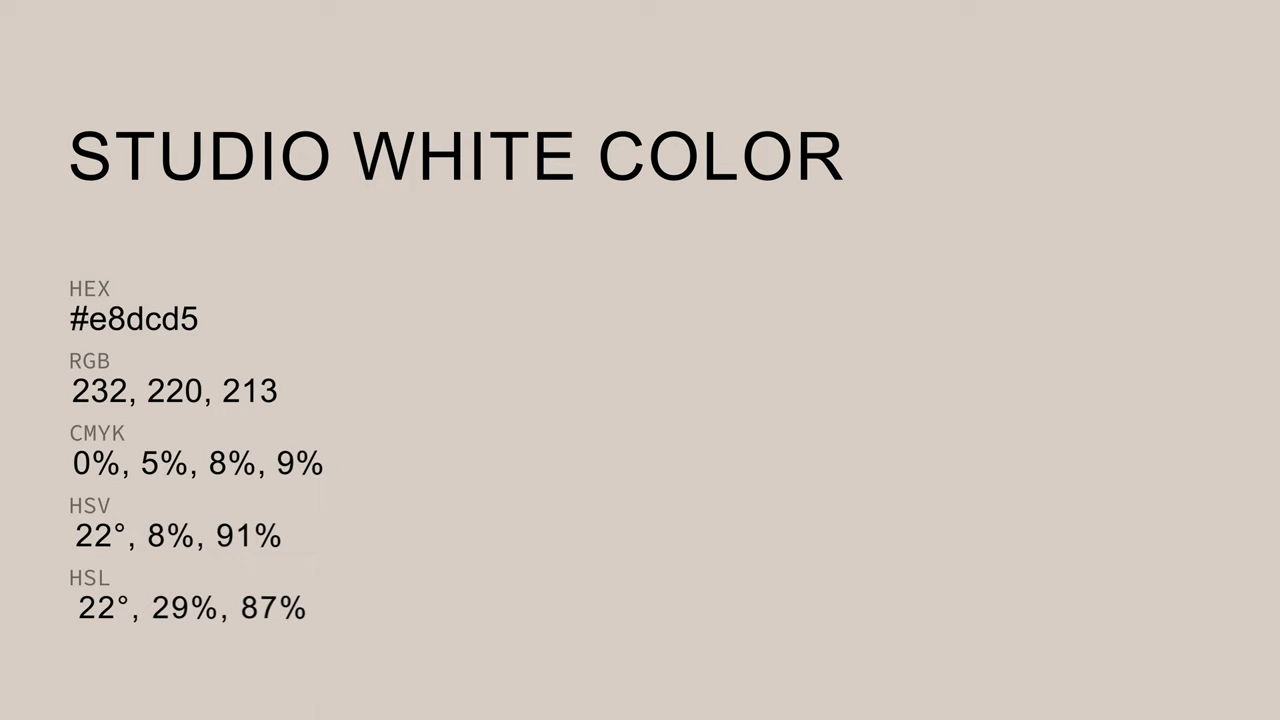 STUDIO WHITE COLOR
HEX
#e8dcd5
RGB
232, 220, 213
CMYK
0%, 5%, 8%, 9%
HSV
22°, 8%, 91%
HSL
22°, 29%, 87%